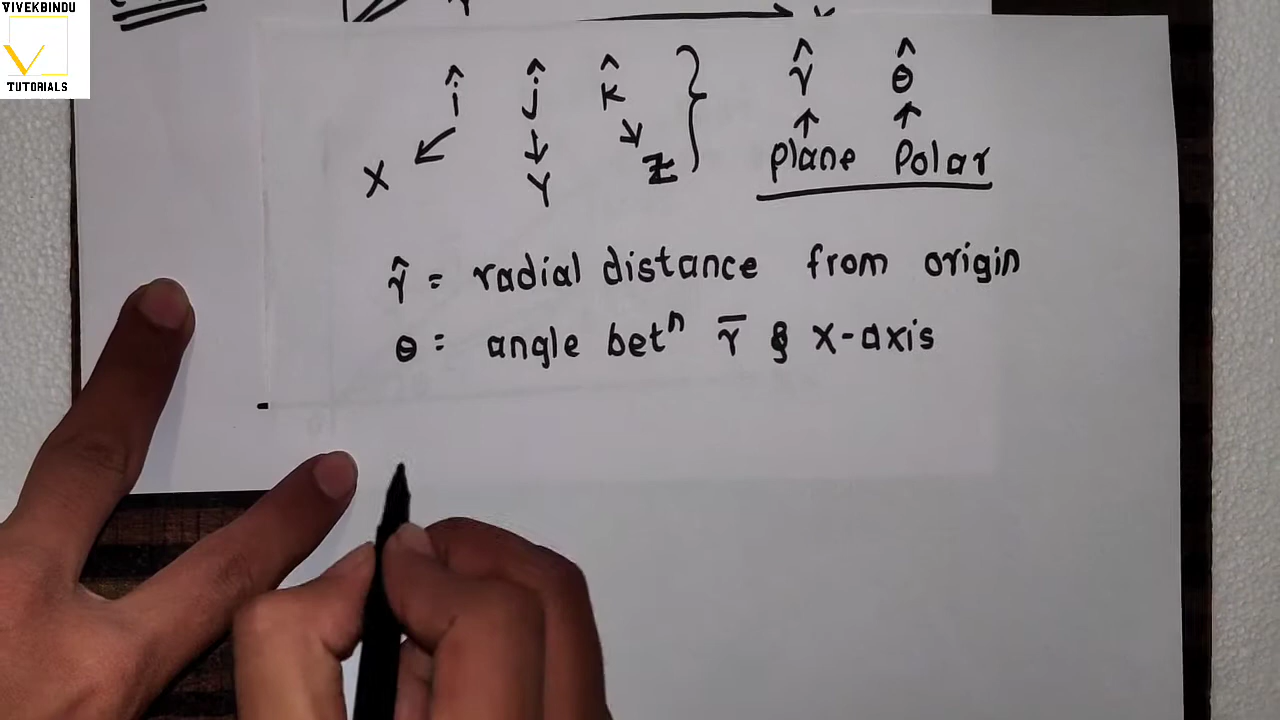 VIVEKBINDU
TUTORIALS
î ĵ k̂ } r̂ θ̂
↙ ↓ ↘ ↑ ↑
X Y Z plane Polar
r̂ = radial distance from origin
θ = angle betⁿ r̄ & X-axis